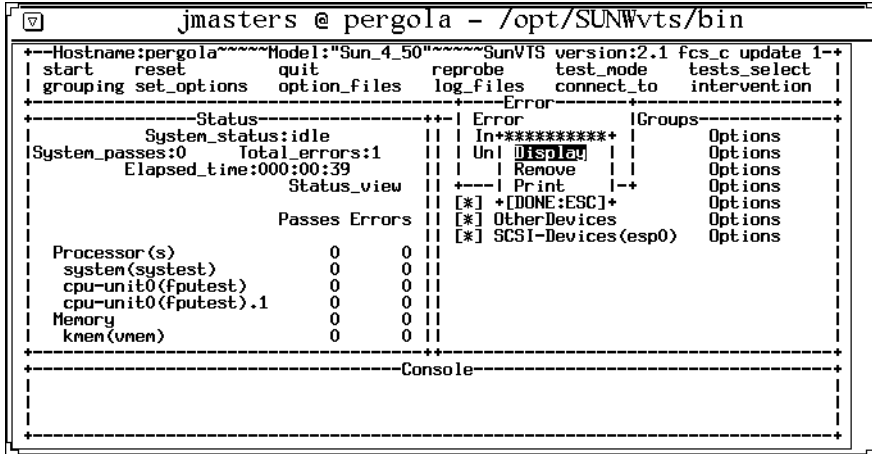 jmasters @ pergola - /opt/SUNWvts/bin
+--Hostname:pergola~~~~~Model:"Sun_4_50"~~~~~SunVTS version:2.1 fcs_c update 1-+
| start reset quit reprobe test_mode tests_select |
| grouping set_options option_files log_files connect_to intervention |
+-----------------------------------------------+----Error--------+----------------------+
+------------------Status------------------++-| Error |Groups---------------+
| System_status:idle || | In+**********+ | Options |
|System_passes:0 Total_errors:1 || | Un| Display | | Options |
| Elapsed_time:000:00:39 || | | Remove | | Options |
| Status_view || +---| Print |-+ Options |
| || [*] +[DONE:ESC]+ Options |
| Passes Errors || [*] OtherDevices Options |
| || [*] SCSI-Devices(esp0) Options |
| Processor(s) 0 0 || |
| system(systest) 0 0 || |
| cpu-unit0(fputest) 0 0 || |
| cpu-unit0(fputest).1 0 0 || |
| Memory 0 0 || |
| kmem(vmem) 0 0 || |
+------------------------------------------++------------------------------------------+
+-----------------------------------------Console--------------------------------------+